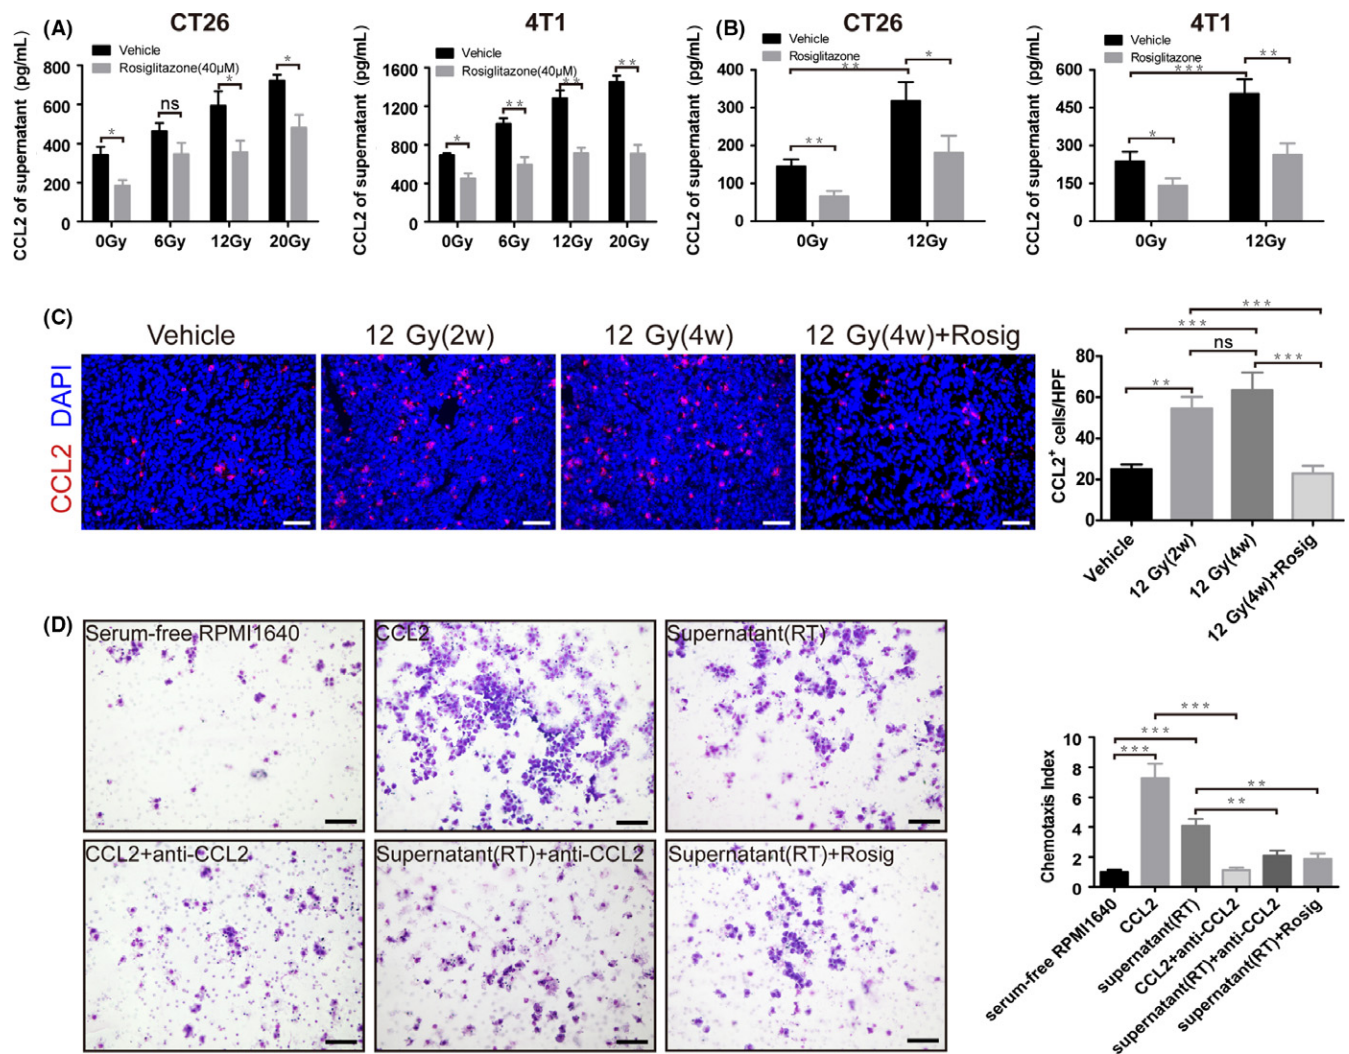 (A)
CT26
Vehicle
Rosiglitazone(40μM)
CCL2 of supernatant (pg/mL)
800
600
400
200
0
*
ns
*
*
0Gy 6Gy 12Gy 20Gy
4T1
Vehicle
Rosiglitazone(40μM)
CCL2 of supernatant (pg/mL)
1600
1200
800
400
0
*
**
**
**
0Gy 6Gy 12Gy 20Gy
(B)
CT26
Vehicle
Rosiglitazone
CCL2 of supernatant (pg/mL)
400
300
200
100
0
**
**
*
0Gy 12Gy
4T1
Vehicle
Rosiglitazone
CCL2 of supernatant (pg/mL)
600
450
300
150
0
*
***
**
0Gy 12Gy
(C)
CCL2 DAPI
Vehicle
12 Gy(2w)
12 Gy(4w)
12 Gy(4w)+Rosig
CCL2+ cells/HPF
80
60
40
20
0
***
***
ns
***
**
Vehicle
12 Gy(2w)
12 Gy(4w)
12 Gy(4w)+Rosig
(D)
Serum-free RPMI1640
CCL2
Supernatant(RT)
CCL2+anti-CCL2
Supernatant(RT)+anti-CCL2
Supernatant(RT)+Rosig
Chemotaxis Index
10
8
6
4
2
0
***
***
***
**
**
serum-free RPMI1640
CCL2
supernatant(RT)
CCL2+anti-CCL2
supernatant(RT)+anti-CCL2
supernatant(RT)+Rosig